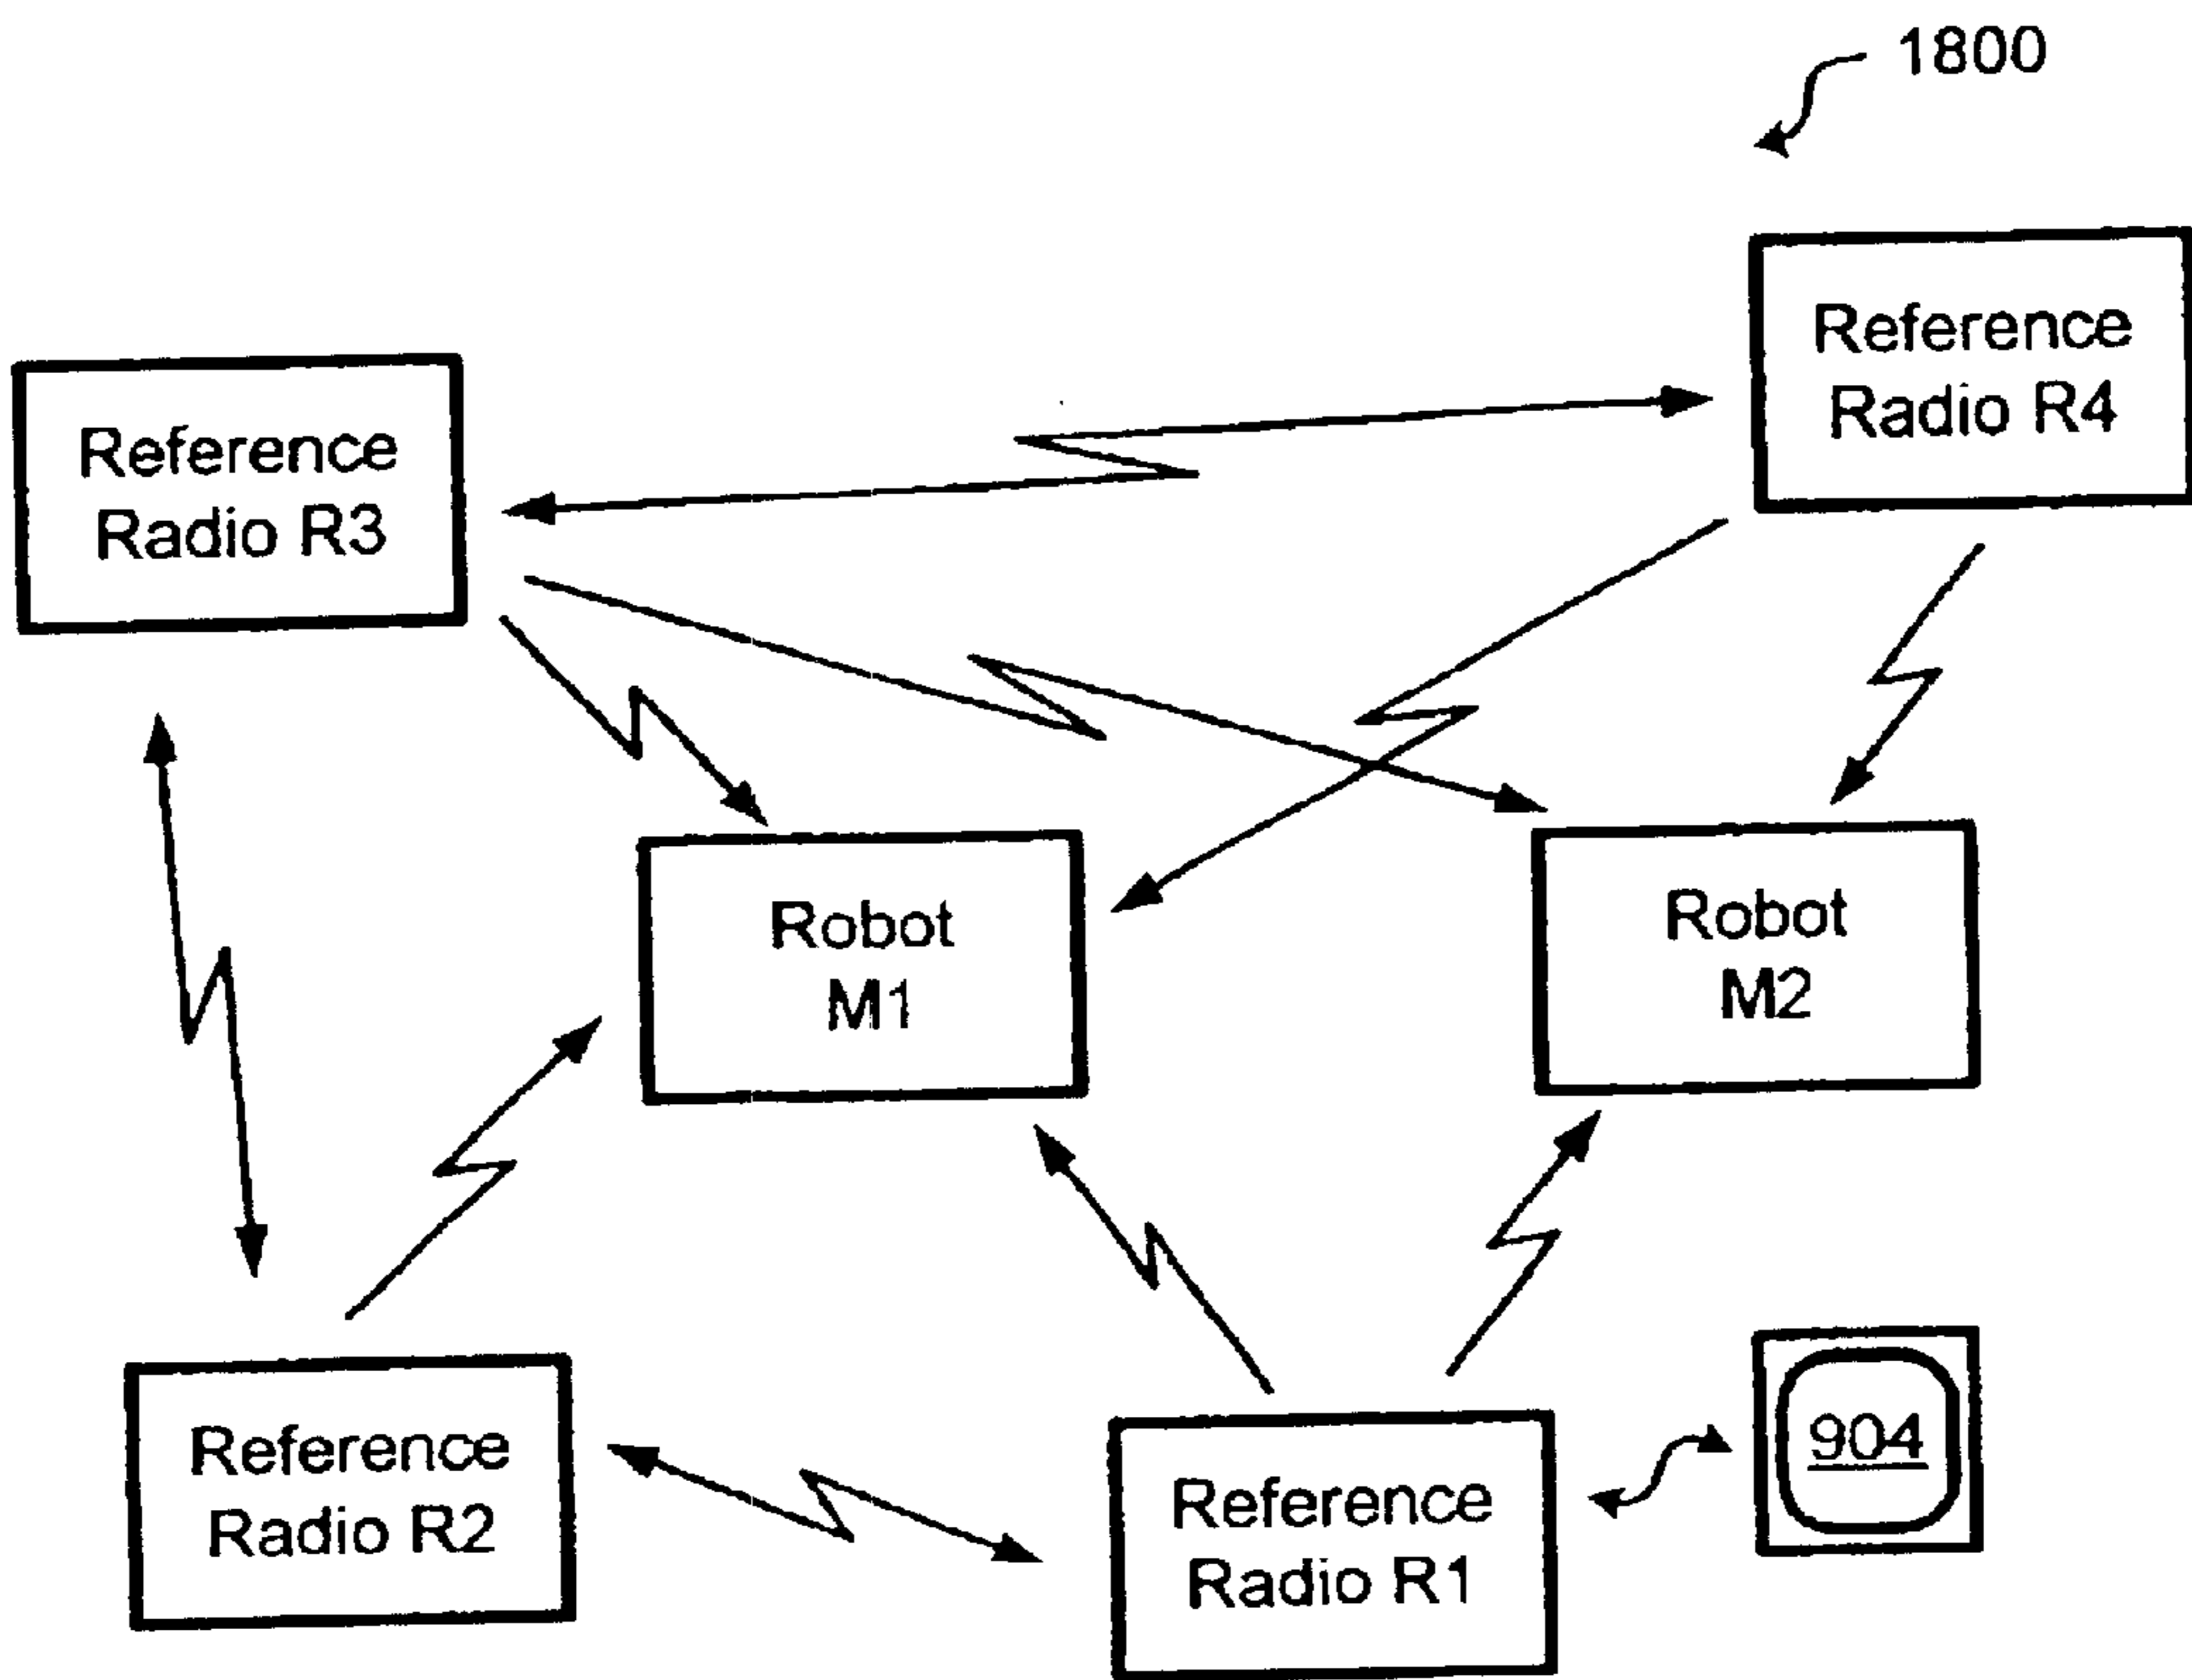 1800
Reference
Radio R4
Reference
Radio R3
Robot
M1
Robot
M2
Reference
Radio R2
Reference
Radio R1
904